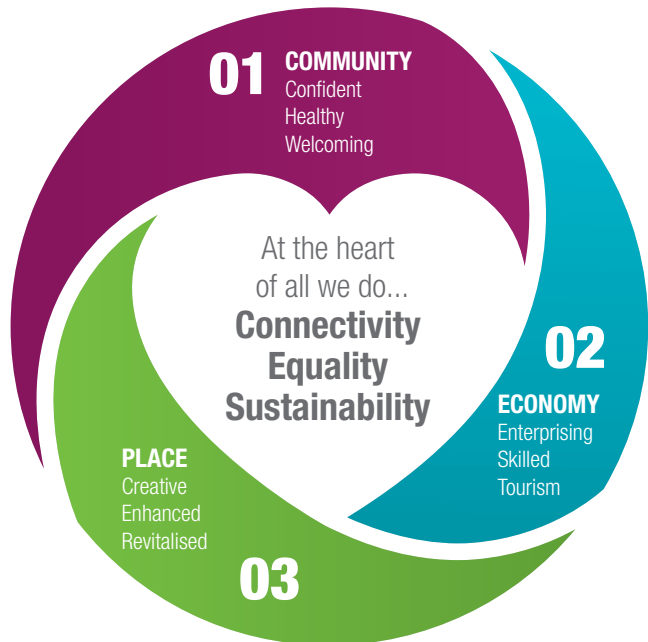 01
COMMUNITY
Confident
Healthy
Welcoming
At the heart
of all we do...
Connectivity
Equality
Sustainability
02
ECONOMY
Enterprising
Skilled
Tourism
PLACE
Creative
Enhanced
Revitalised
03